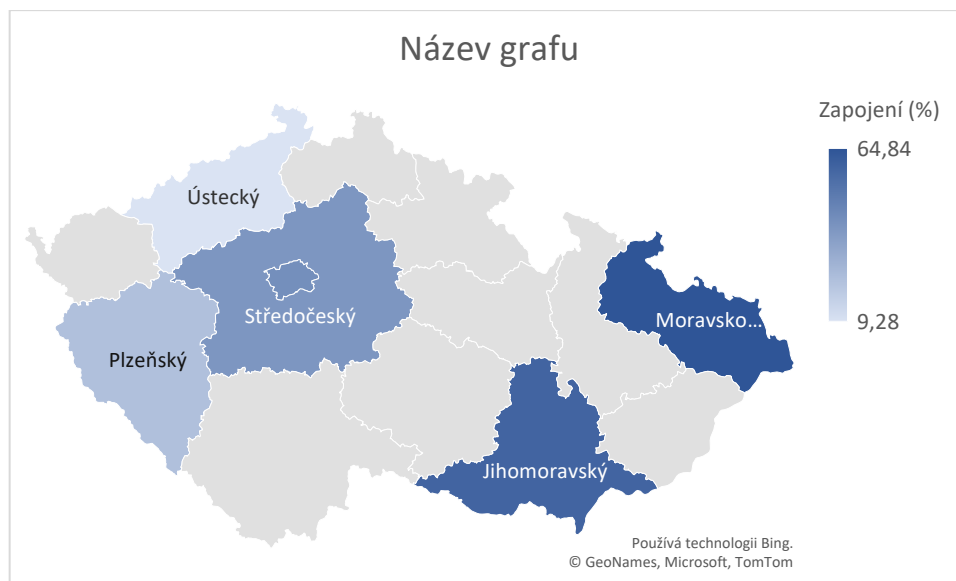 Název grafu
Zapojení (%)
64,84
9,28
Ústecký
Středočeský
Plzeňský
Moravsko...
Jihomoravský
Používá technologii Bing.
© GeoNames, Microsoft, TomTom